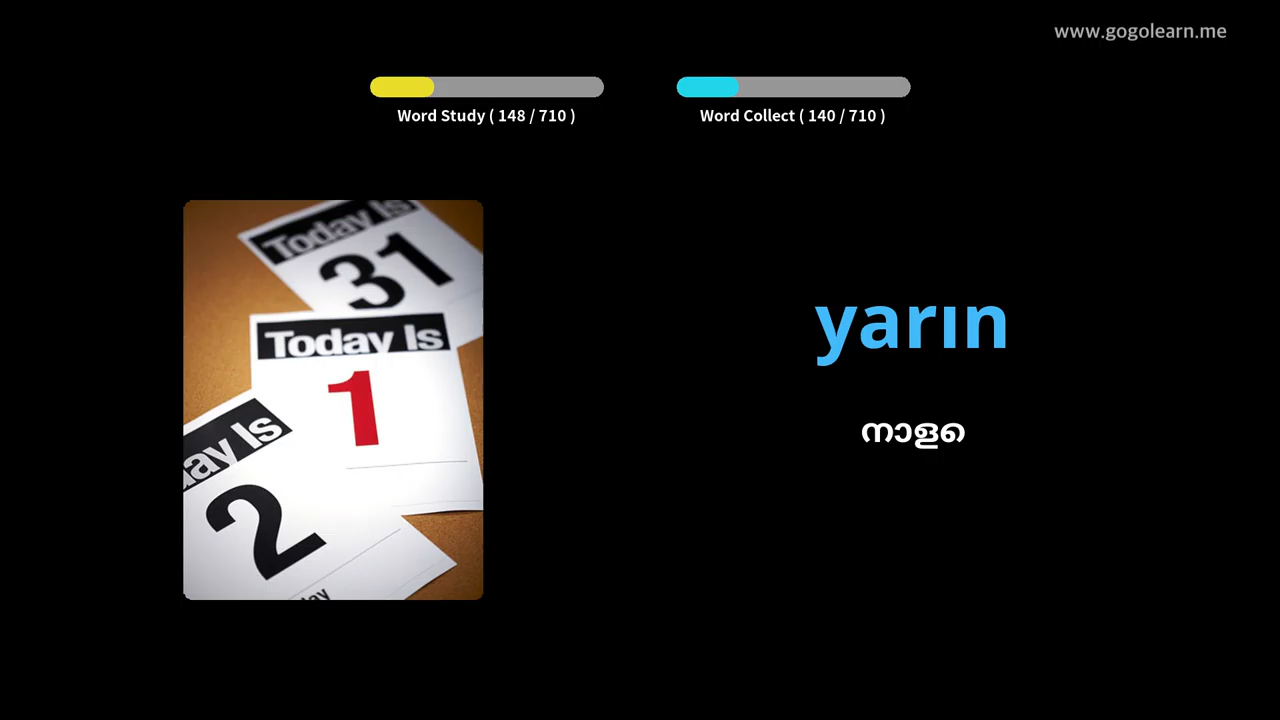 www.gogolearn.me
Word Study ( 148 / 710 )
Word Collect ( 140 / 710 )
Today Is
31
Today Is
1
ay Is
2
yarın
നാളെ